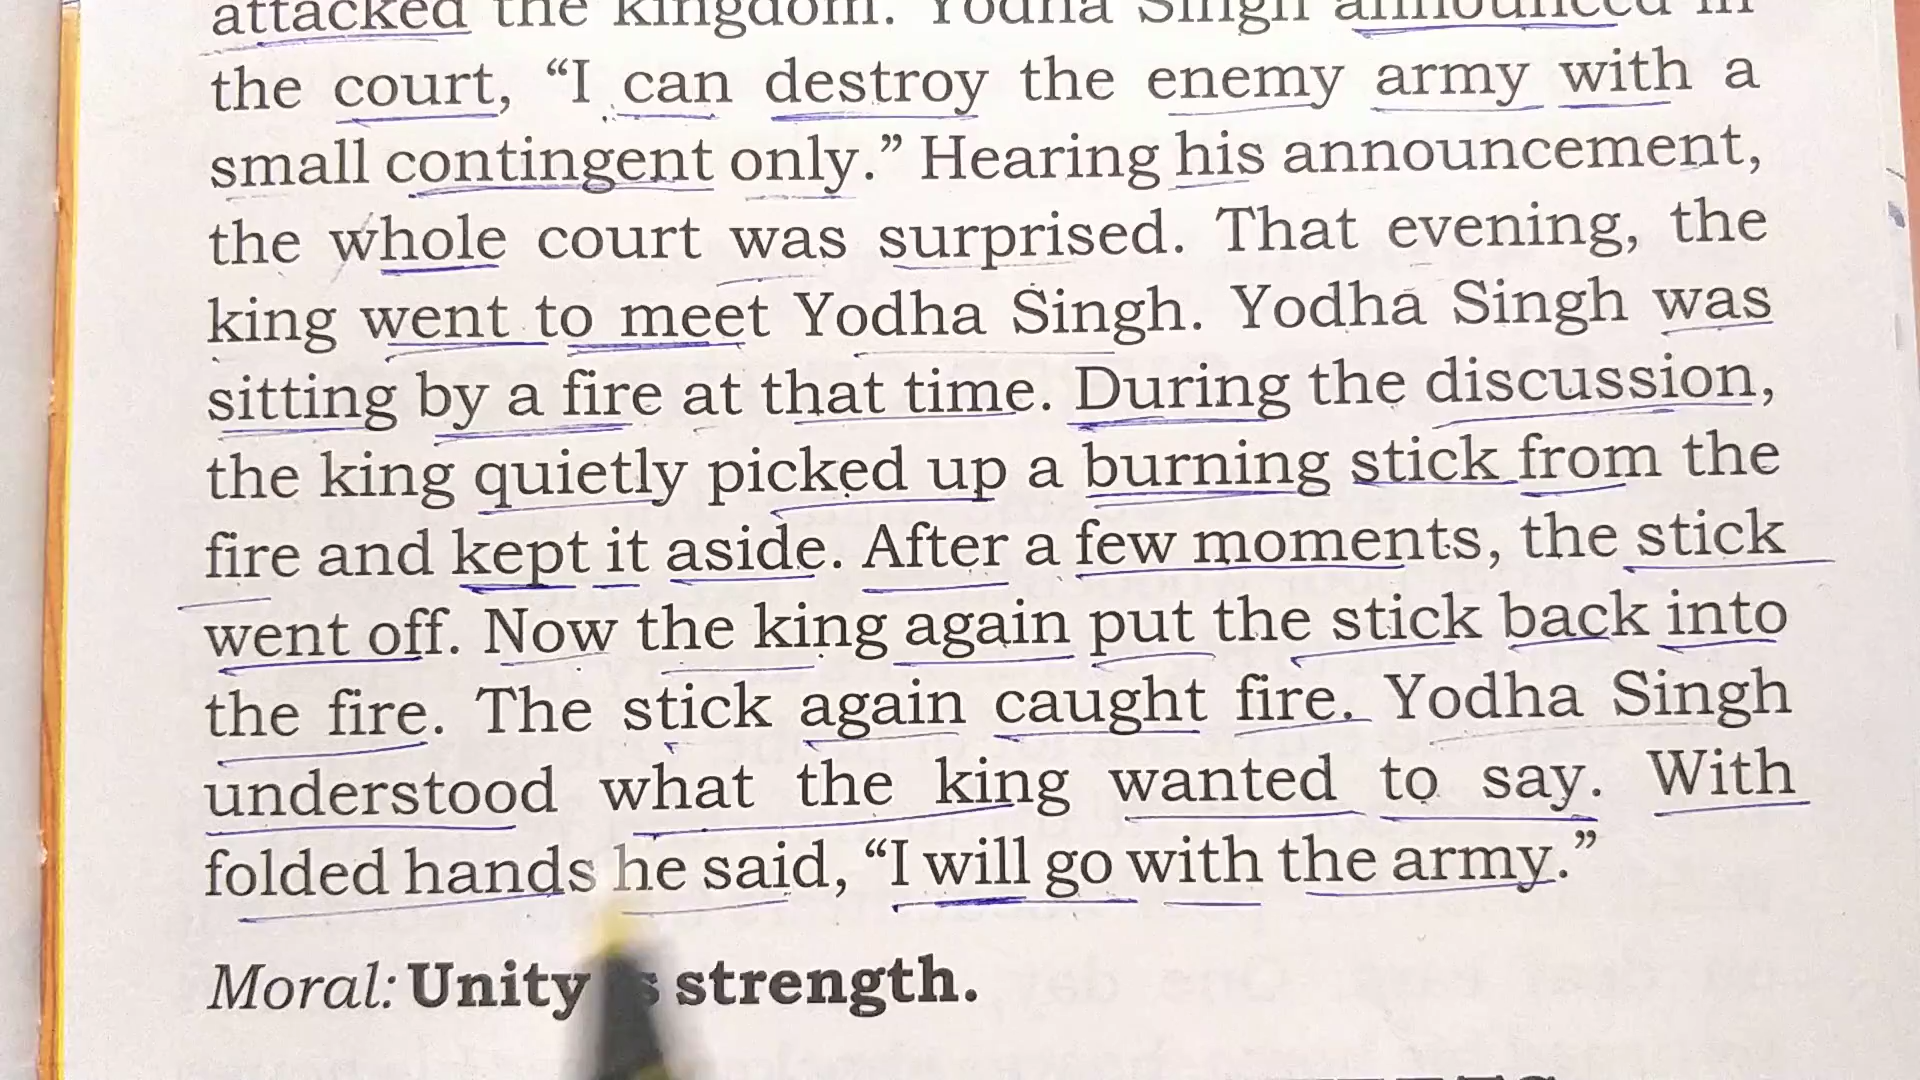 attacked the kingdom. Yodha Singh announced in
the court, “I can destroy the enemy army with a
small contingent only.” Hearing his announcement,
the whole court was surprised. That evening, the
king went to meet Yodha Singh. Yodha Singh was
sitting by a fire at that time. During the discussion,
the king quietly picked up a burning stick from the
fire and kept it aside. After a few moments, the stick
went off. Now the king again put the stick back into
the fire. The stick again caught fire. Yodha Singh
understood what the king wanted to say. With
folded hands he said, “I will go with the army.”
Moral: Unity strength.